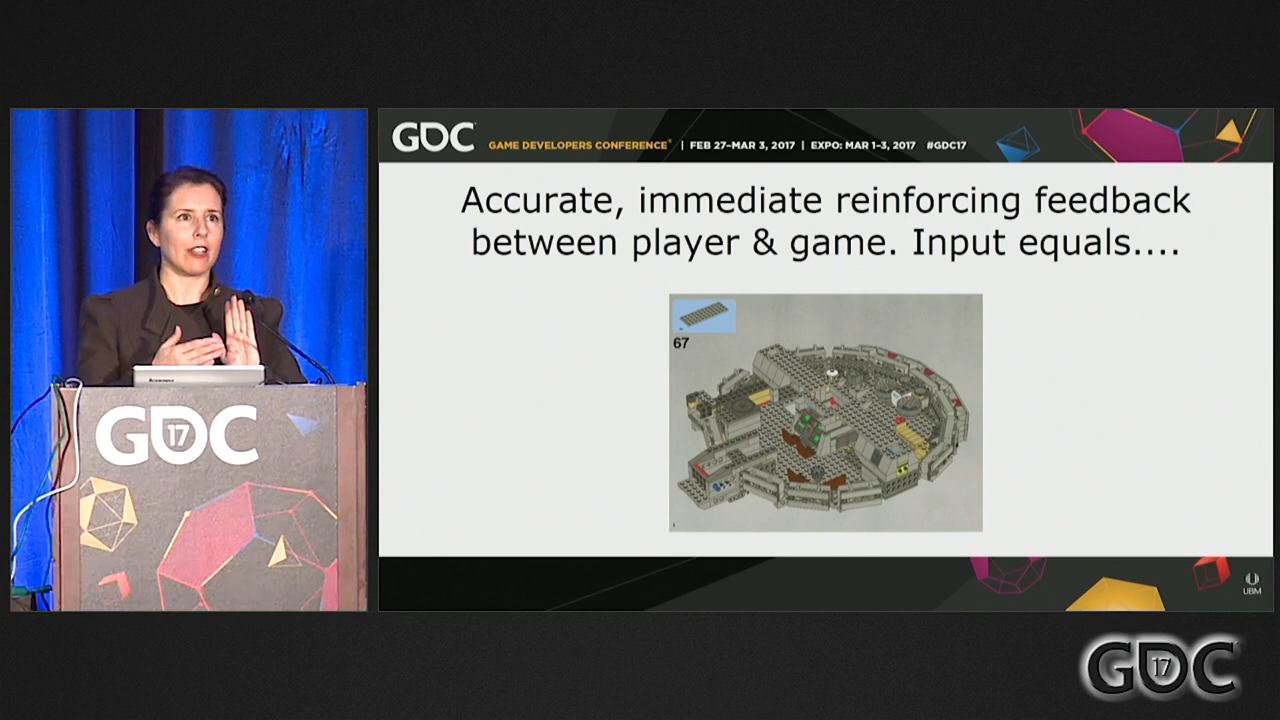 GDC
GAME DEVELOPERS CONFERENCE® | FEB 27–MAR 3, 2017 | EXPO: MAR 1–3, 2017 #GDC17
Accurate, immediate reinforcing feedback
between player & game. Input equals....
67
GDC
17
UBM
GDC
17